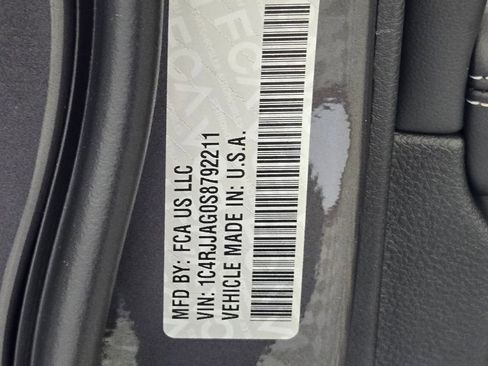 MFD BY: FCA US LLC
VIN: 1C4RJJAG0S8792211
VEHICLE MADE IN: U.S.A.